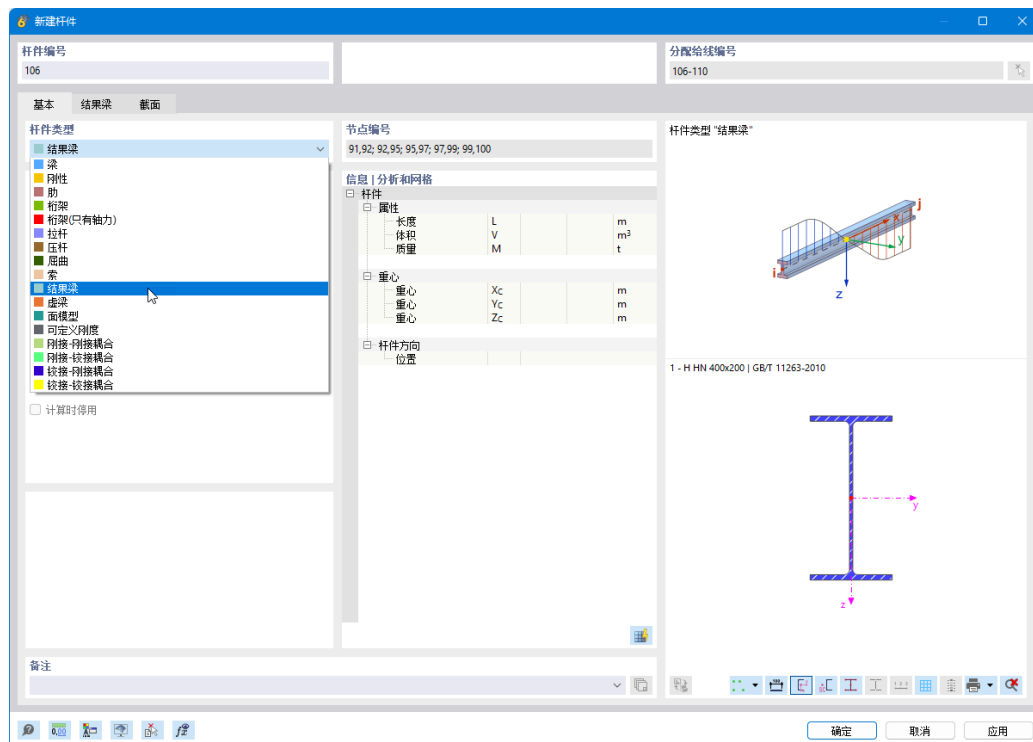 新建杆件
杆件编号
106
分配给线编号
106-110
基本 结果梁 截面
杆件类型
结果梁
梁
刚性
肋
桁架
桁架(只有轴力)
拉杆
压杆
屈曲
索
结果梁
虚梁
面模型
可定义刚度
刚接-刚接耦合
刚接-铰接耦合
铰接-刚接耦合
铰接-铰接耦合
计算时停用
节点编号
91,92; 92,95; 95,97; 97,99; 99,100
信息 | 分析和网格
杆件
属性
长度 L m
体积 V m³
质量 M t
重心
重心 Xc m
重心 Yc m
重心 Zc m
杆件方向
位置
杆件类型 "结果梁"
j
x
y
i
z
1 - H HN 400x200 | GB/T 11263-2010
y
z
备注
确定 取消 应用